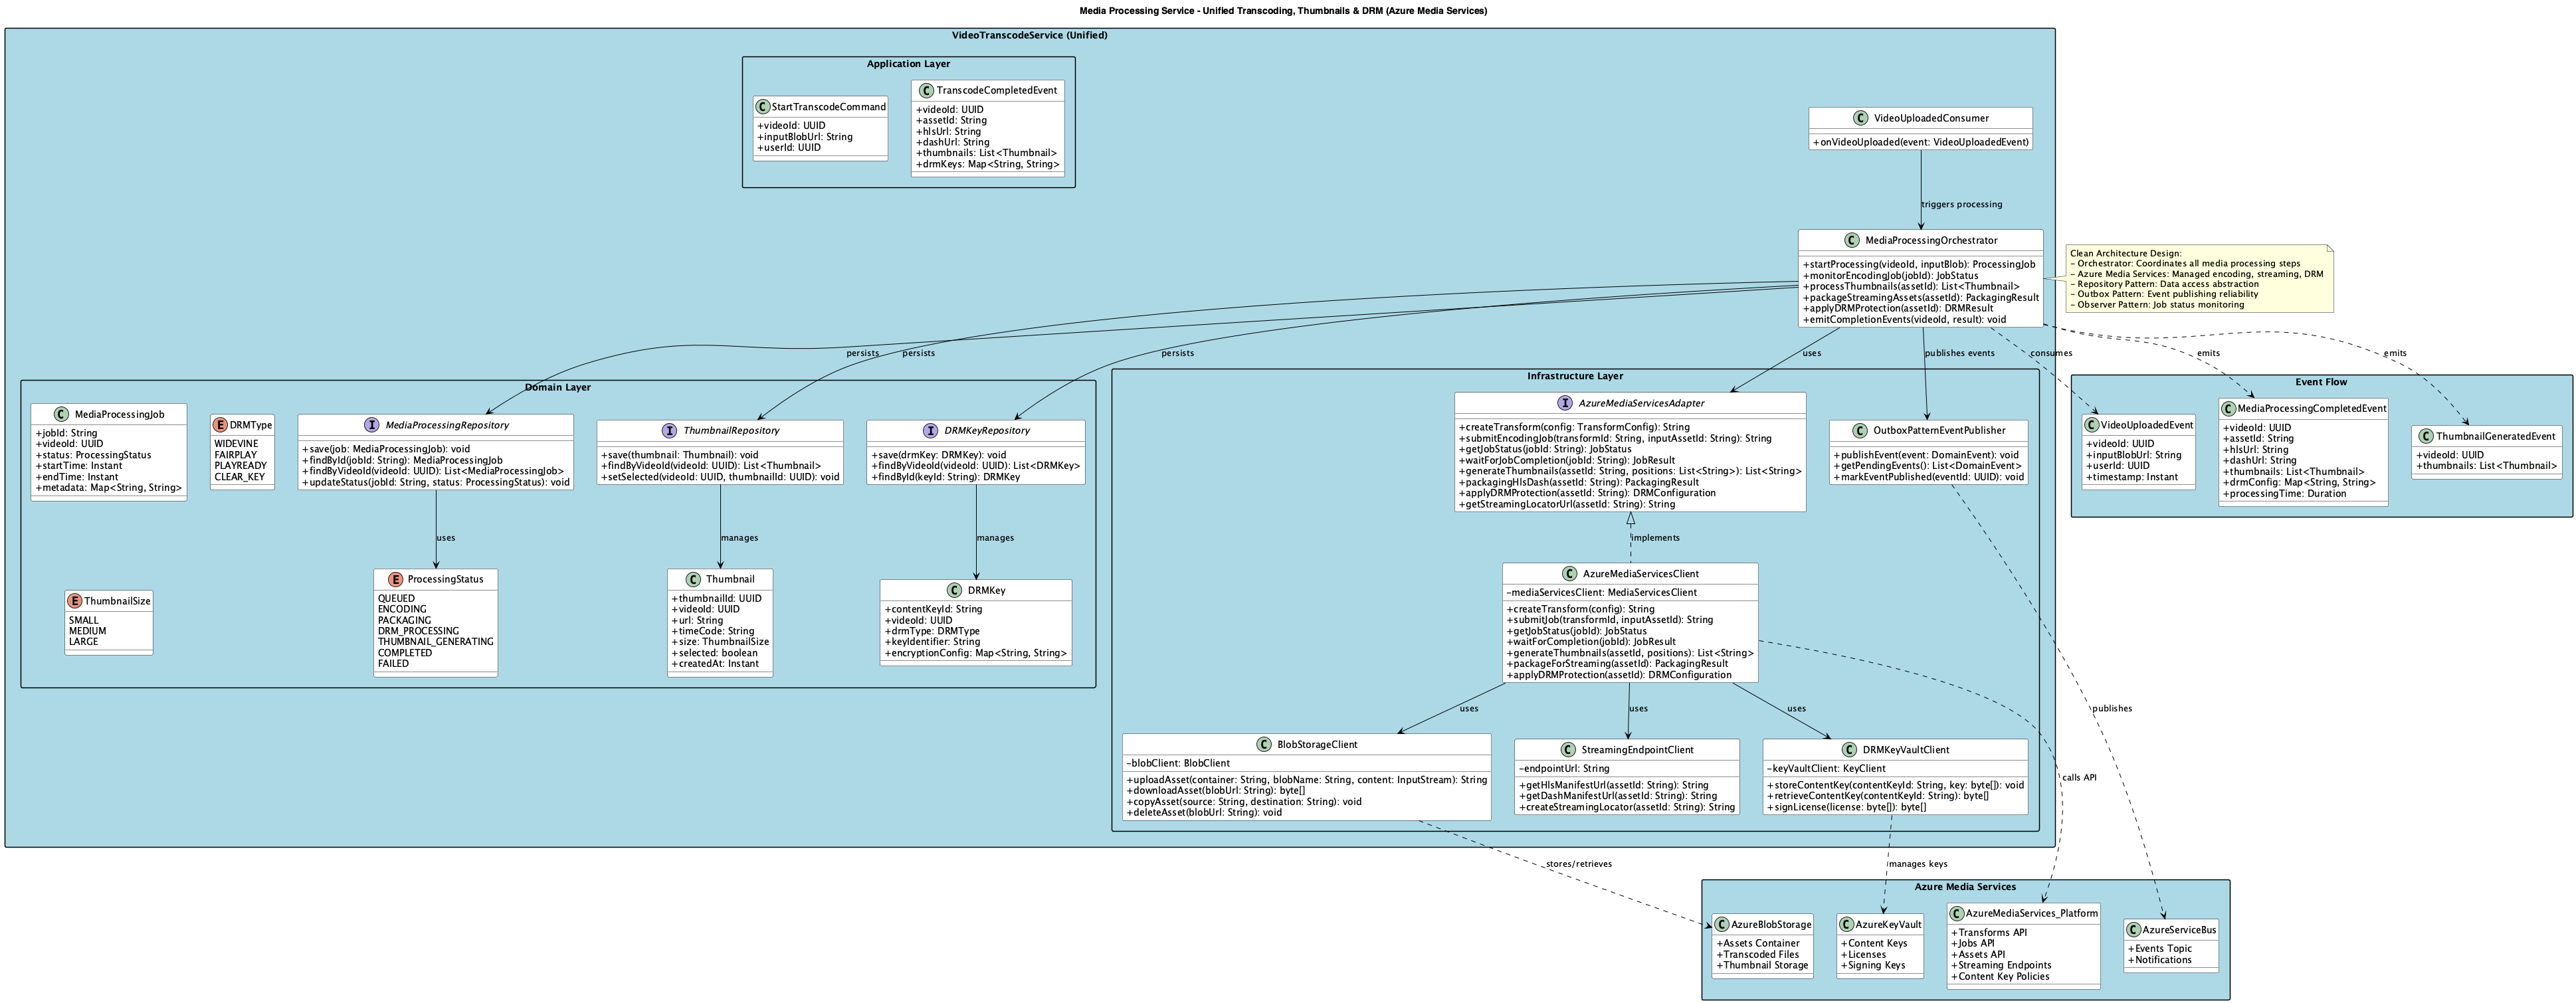 Media Processing Service - Unified Transcoding, Thumbnails & DRM (Azure Media Services)
VideoTranscodeService (Unified)
Application Layer
C StartTranscodeCommand
+videoId: UUID
+inputBlobUrl: String
+userId: UUID
C TranscodeCompletedEvent
+videoId: UUID
+assetId: String
+hlsUrl: String
+dashUrl: String
+thumbnails: List<Thumbnail>
+drmKeys: Map<String, String>
C VideoUploadedConsumer
+onVideoUploaded(event: VideoUploadedEvent)
triggers processing
C MediaProcessingOrchestrator
+startProcessing(videoId, inputBlob): ProcessingJob
+monitorEncodingJob(jobId): JobStatus
+processThumbnails(assetId): List<Thumbnail>
+packageStreamingAssets(assetId): PackagingResult
+applyDRMProtection(assetId): DRMResult
+emitCompletionEvents(videoId, result): void
Clean Architecture Design:
- Orchestrator: Coordinates all media processing steps
- Azure Media Services: Managed encoding, streaming, DRM
- Repository Pattern: Data access abstraction
- Outbox Pattern: Event publishing reliability
- Observer Pattern: Job status monitoring
persists
persists
persists
uses
publishes events
consumes
emits
emits
Domain Layer
C MediaProcessingJob
+jobId: String
+videoId: UUID
+status: ProcessingStatus
+startTime: Instant
+endTime: Instant
+metadata: Map<String, String>
E DRMType
WIDEVINE
FAIRPLAY
PLAYREADY
CLEAR_KEY
I MediaProcessingRepository
+save(job: MediaProcessingJob): void
+findById(jobId: String): MediaProcessingJob
+findByVideoId(videoId: UUID): List<MediaProcessingJob>
+updateStatus(jobId: String, status: ProcessingStatus): void
I ThumbnailRepository
+save(thumbnail: Thumbnail): void
+findByVideoId(videoId: UUID): List<Thumbnail>
+setSelected(videoId: UUID, thumbnailId: UUID): void
I DRMKeyRepository
+save(drmKey: DRMKey): void
+findByVideoId(videoId: UUID): List<DRMKey>
+findById(keyId: String): DRMKey
uses
manages
manages
E ThumbnailSize
SMALL
MEDIUM
LARGE
E ProcessingStatus
QUEUED
ENCODING
PACKAGING
DRM_PROCESSING
THUMBNAIL_GENERATING
COMPLETED
FAILED
C Thumbnail
+thumbnailId: UUID
+videoId: UUID
+url: String
+timeCode: String
+size: ThumbnailSize
+selected: boolean
+createdAt: Instant
C DRMKey
+contentKeyId: String
+videoId: UUID
+drmType: DRMType
+keyIdentifier: String
+encryptionConfig: Map<String, String>
Infrastructure Layer
I AzureMediaServicesAdapter
+createTransform(config: TransformConfig): String
+submitEncodingJob(transformId: String, inputAssetId: String): String
+getJobStatus(jobId: String): JobStatus
+waitForJobCompletion(jobId: String): JobResult
+generateThumbnails(assetId: String, positions: List<String>): List<String>
+packagingHlsDash(assetId: String): PackagingResult
+applyDRMProtection(assetId: String): DRMConfiguration
+getStreamingLocatorUrl(assetId: String): String
C OutboxPatternEventPublisher
+publishEvent(event: DomainEvent): void
+getPendingEvents(): List<DomainEvent>
+markEventPublished(eventId: UUID): void
implements
C AzureMediaServicesClient
-mediaServicesClient: MediaServicesClient
+createTransform(config): String
+submitJob(transformId, inputAssetId): String
+getJobStatus(jobId): JobStatus
+waitForCompletion(jobId): JobResult
+generateThumbnails(assetId, positions): List<String>
+packageForStreaming(assetId): PackagingResult
+applyDRMProtection(assetId): DRMConfiguration
uses
uses
uses
publishes
calls API
C BlobStorageClient
-blobClient: BlobClient
+uploadAsset(container: String, blobName: String, content: InputStream): String
+downloadAsset(blobUrl: String): byte[]
+copyAsset(source: String, destination: String): void
+deleteAsset(blobUrl: String): void
C StreamingEndpointClient
-endpointUrl: String
+getHlsManifestUrl(assetId: String): String
+getDashManifestUrl(assetId: String): String
+createStreamingLocator(assetId: String): String
C DRMKeyVaultClient
-keyVaultClient: KeyClient
+storeContentKey(contentKeyId: String, key: byte[]): void
+retrieveContentKey(contentKeyId: String): byte[]
+signLicense(license: byte[]): byte[]
Event Flow
C VideoUploadedEvent
+videoId: UUID
+inputBlobUrl: String
+userId: UUID
+timestamp: Instant
C MediaProcessingCompletedEvent
+videoId: UUID
+assetId: String
+hlsUrl: String
+dashUrl: String
+thumbnails: List<Thumbnail>
+drmConfig: Map<String, String>
+processingTime: Duration
C ThumbnailGeneratedEvent
+videoId: UUID
+thumbnails: List<Thumbnail>
stores/retrieves
manages keys
Azure Media Services
C AzureBlobStorage
+Assets Container
+Transcoded Files
+Thumbnail Storage
C AzureKeyVault
+Content Keys
+Licenses
+Signing Keys
C AzureMediaServices_Platform
+Transforms API
+Jobs API
+Assets API
+Streaming Endpoints
+Content Key Policies
C AzureServiceBus
+Events Topic
+Notifications